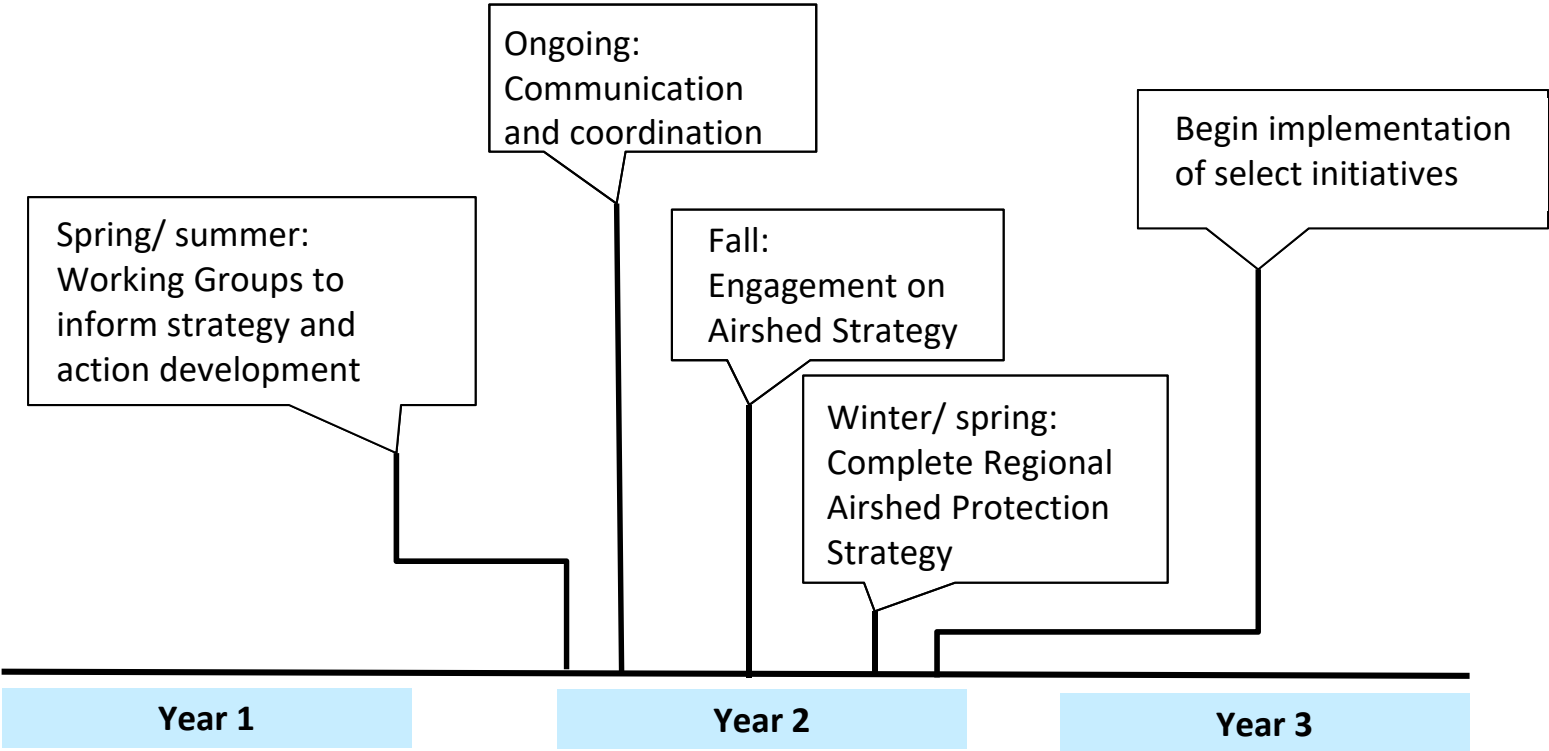 Ongoing:
Communication
and coordination
Begin implementation
of select initiatives
Spring/ summer:
Working Groups to
inform strategy and
action development
Fall:
Engagement on
Airshed Strategy
Winter/ spring:
Complete Regional
Airshed Protection
Strategy
Year 1
Year 2
Year 3